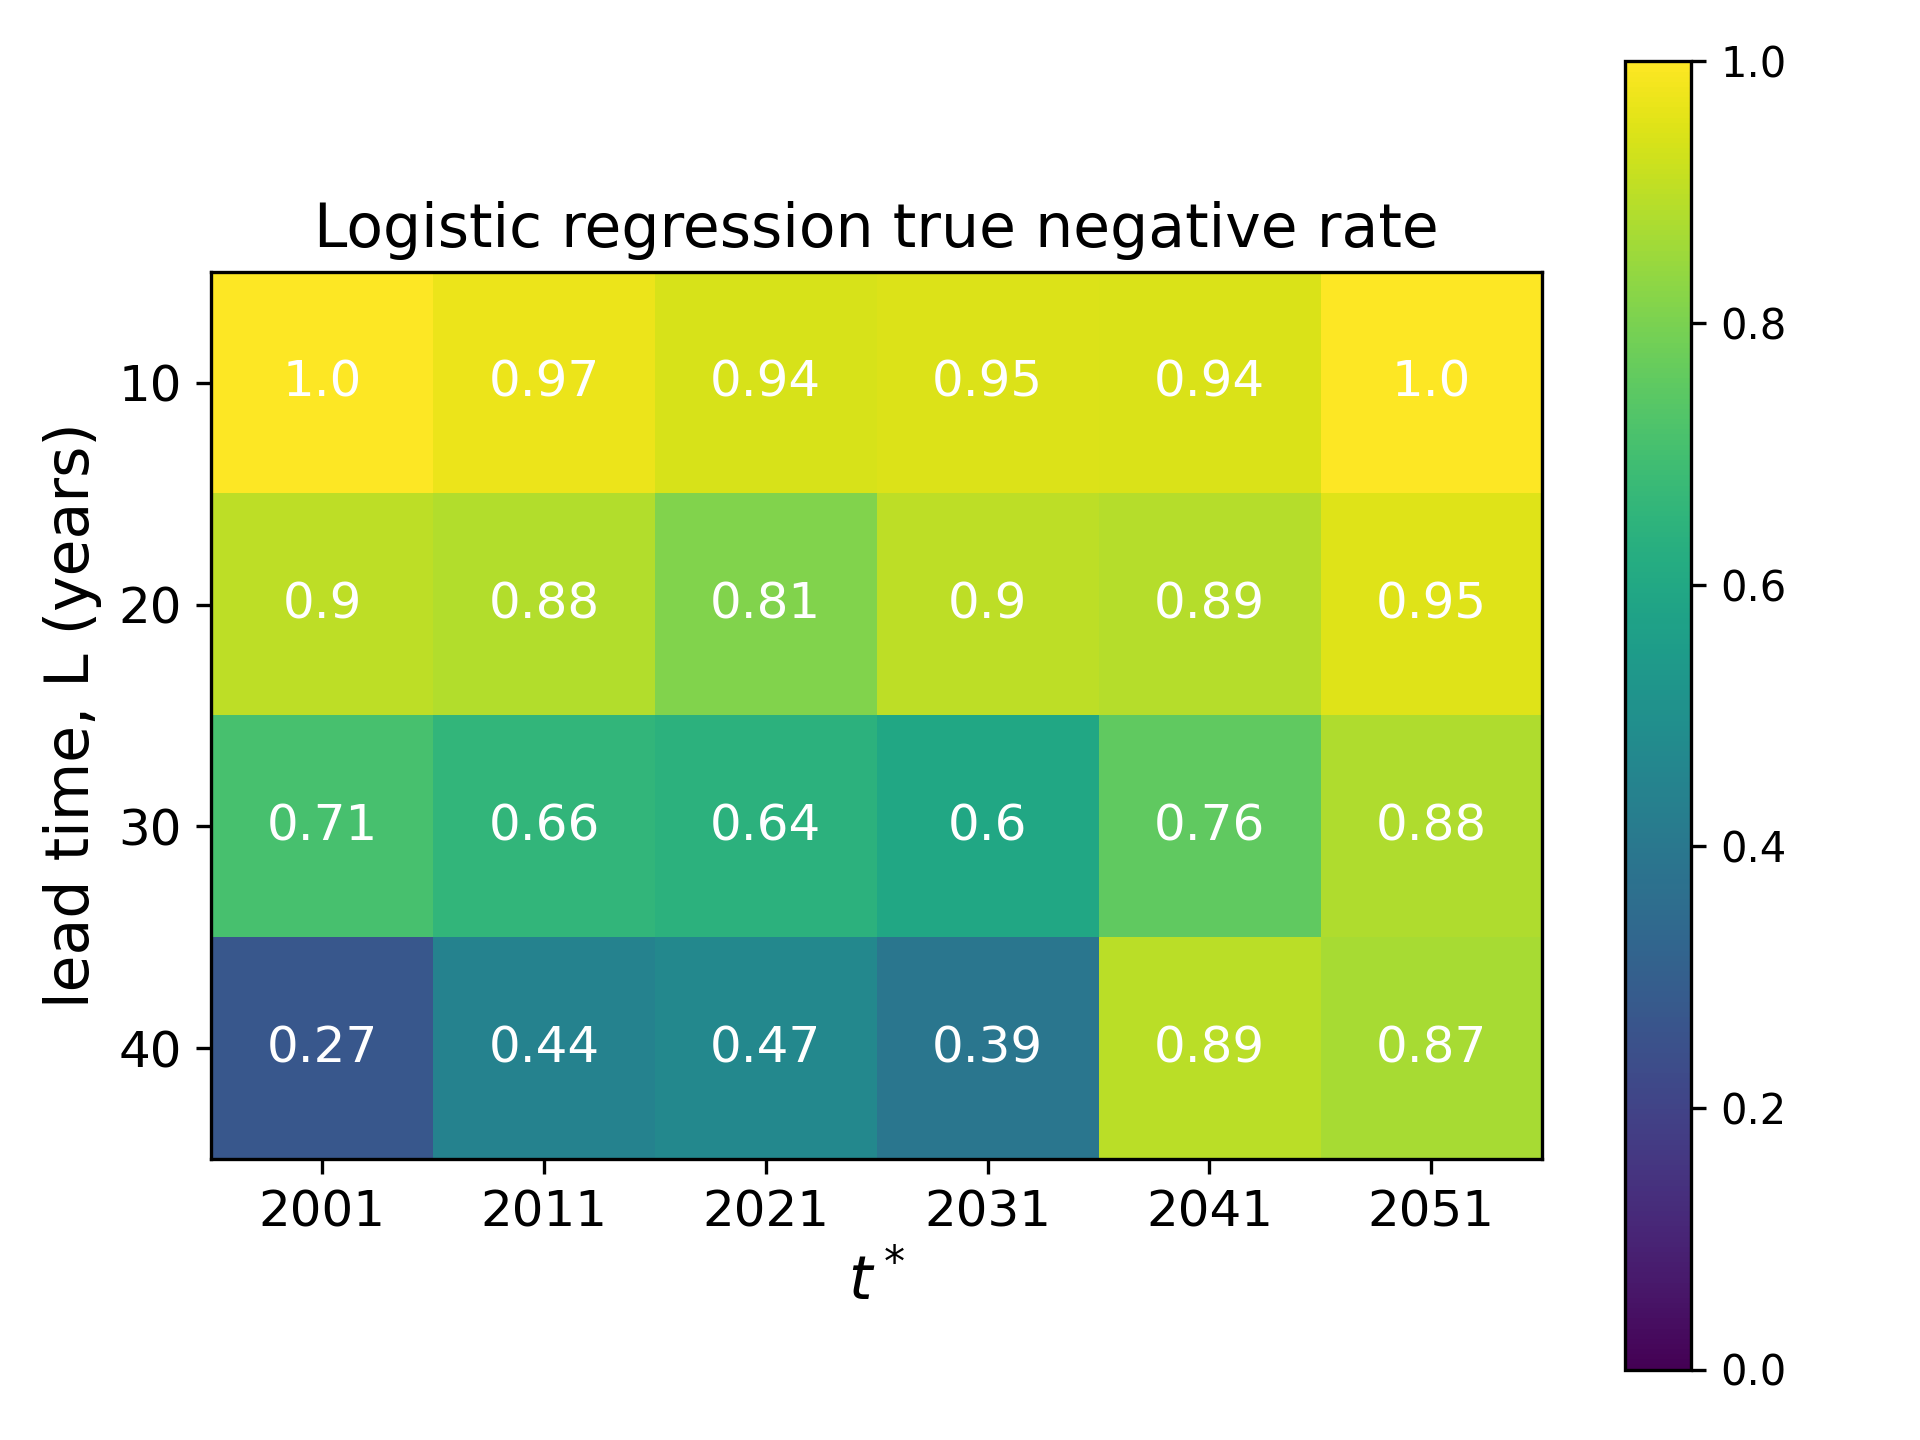 Logistic regression true negative rate
lead time, L (years)
10 1.0 0.97 0.94 0.95 0.94 1.0
20 0.9 0.88 0.81 0.9 0.89 0.95
30 0.71 0.66 0.64 0.6 0.76 0.88
40 0.27 0.44 0.47 0.39 0.89 0.87
2001 2011 2021 2031 2041 2051
t*
1.0
0.8
0.6
0.4
0.2
0.0